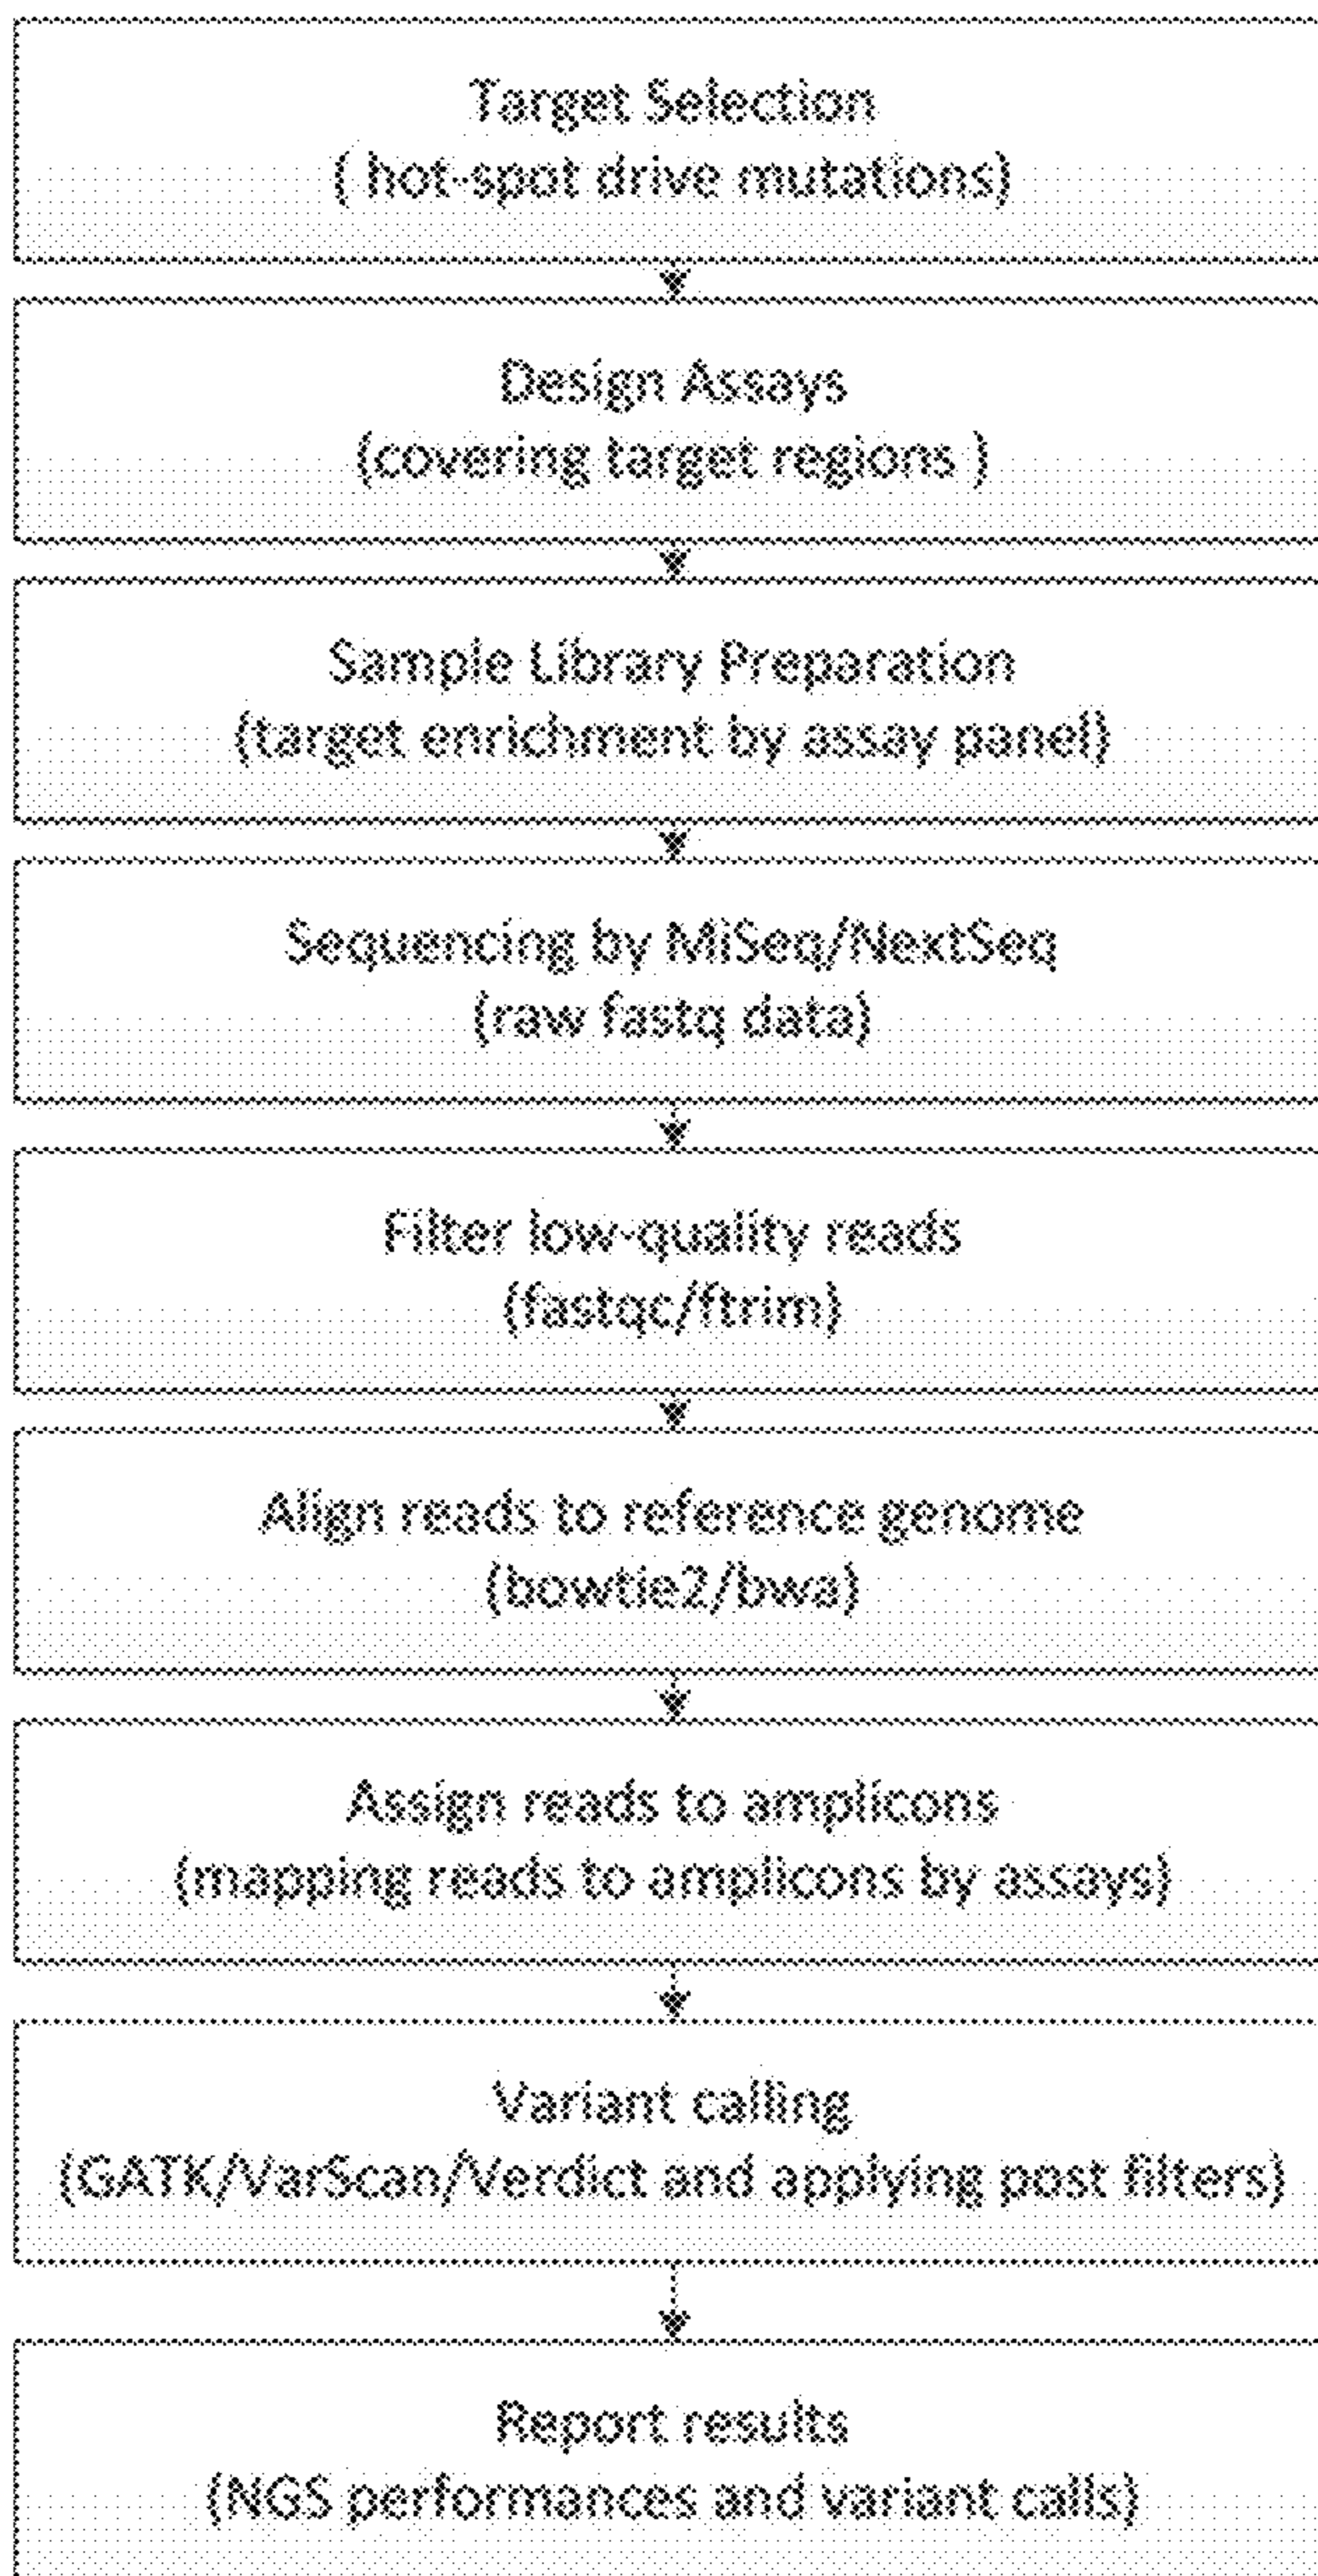 Target Selection
( hot-spot drive mutations)
Design Assays
(covering target regions )
Sample Library Preparation
(target enrichment by assay panel)
Sequencing by MiSeq/NextSeq
(raw fastq data)
Filter low-quality reads
(fastqc/ftrim)
Align reads to reference genome
(bowtie2/bwa)
Assign reads to amplicons
(mapping reads to amplicons by assays)
Variant calling
(GATK/VarScan/Verdict and applying post filters)
Report results
(NGS performances and variant calls)